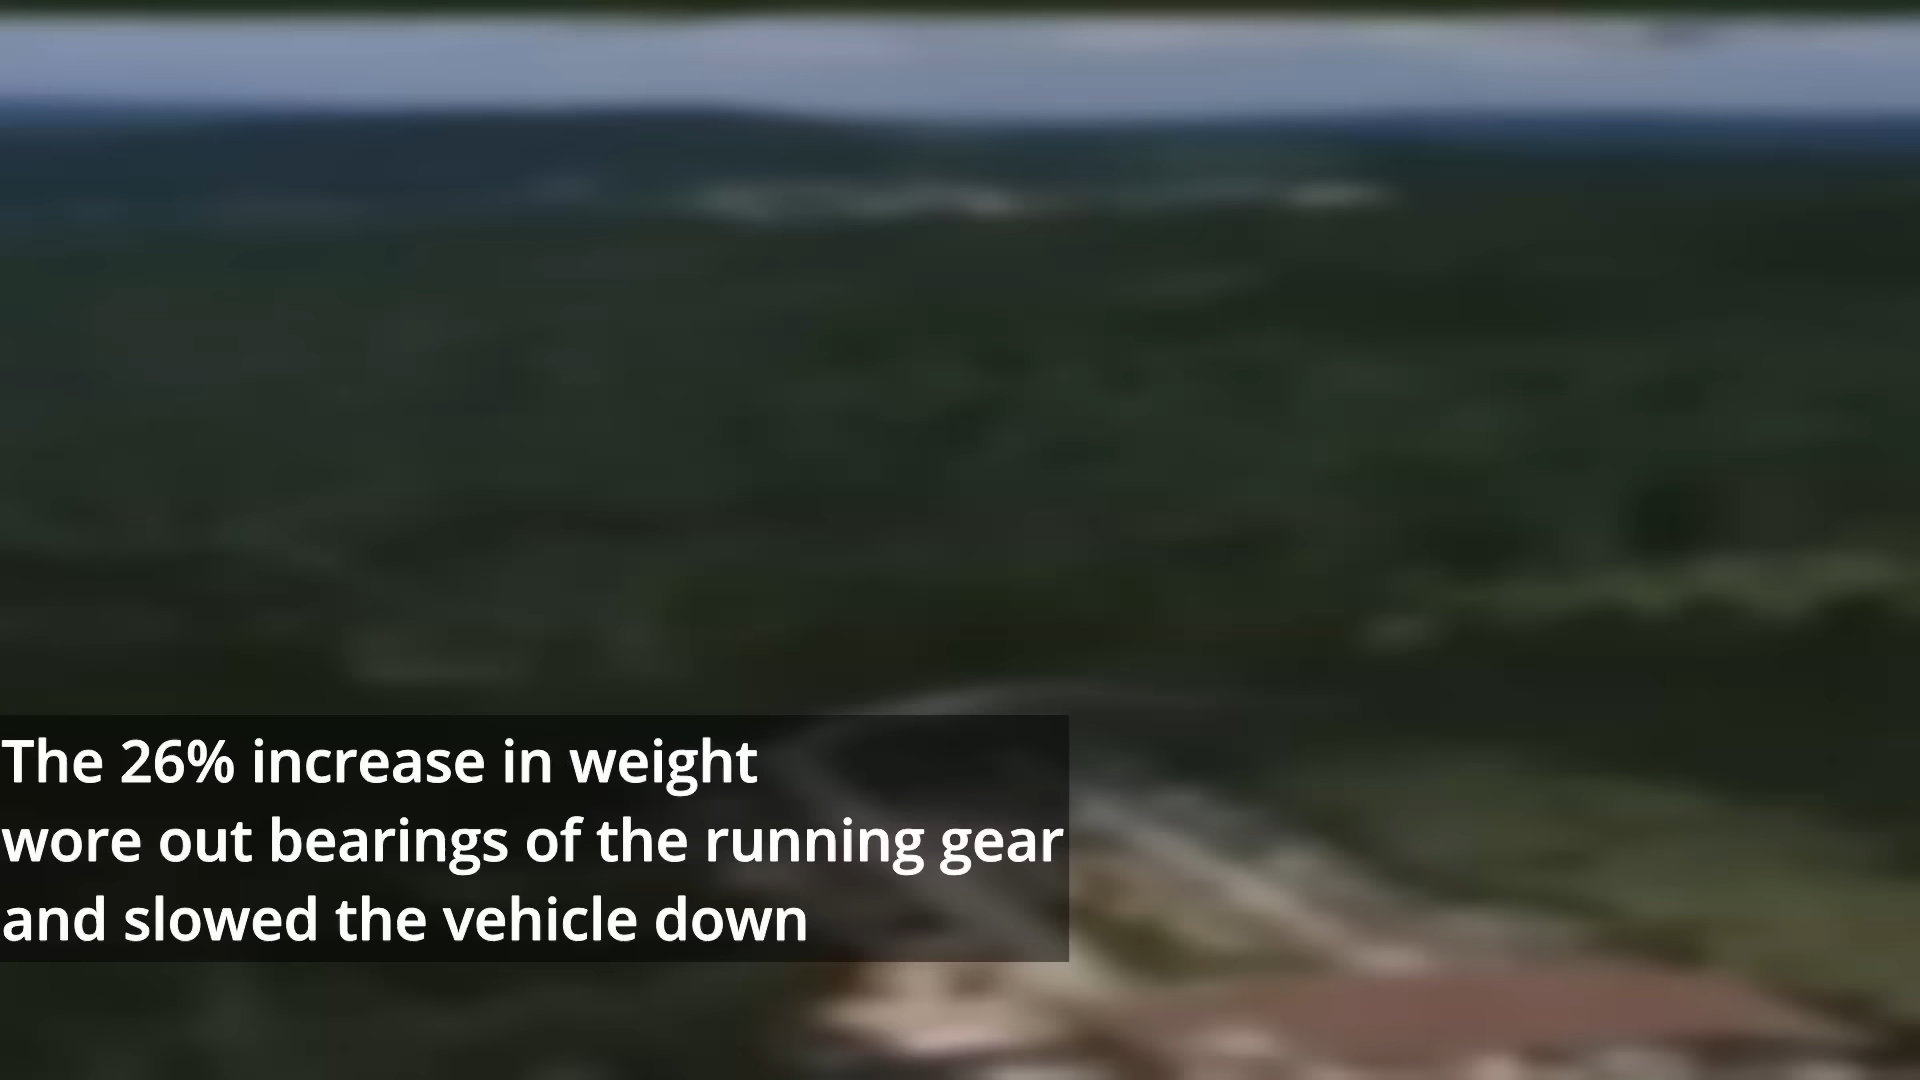 The 26% increase in weight
wore out bearings of the running gear
and slowed the vehicle down